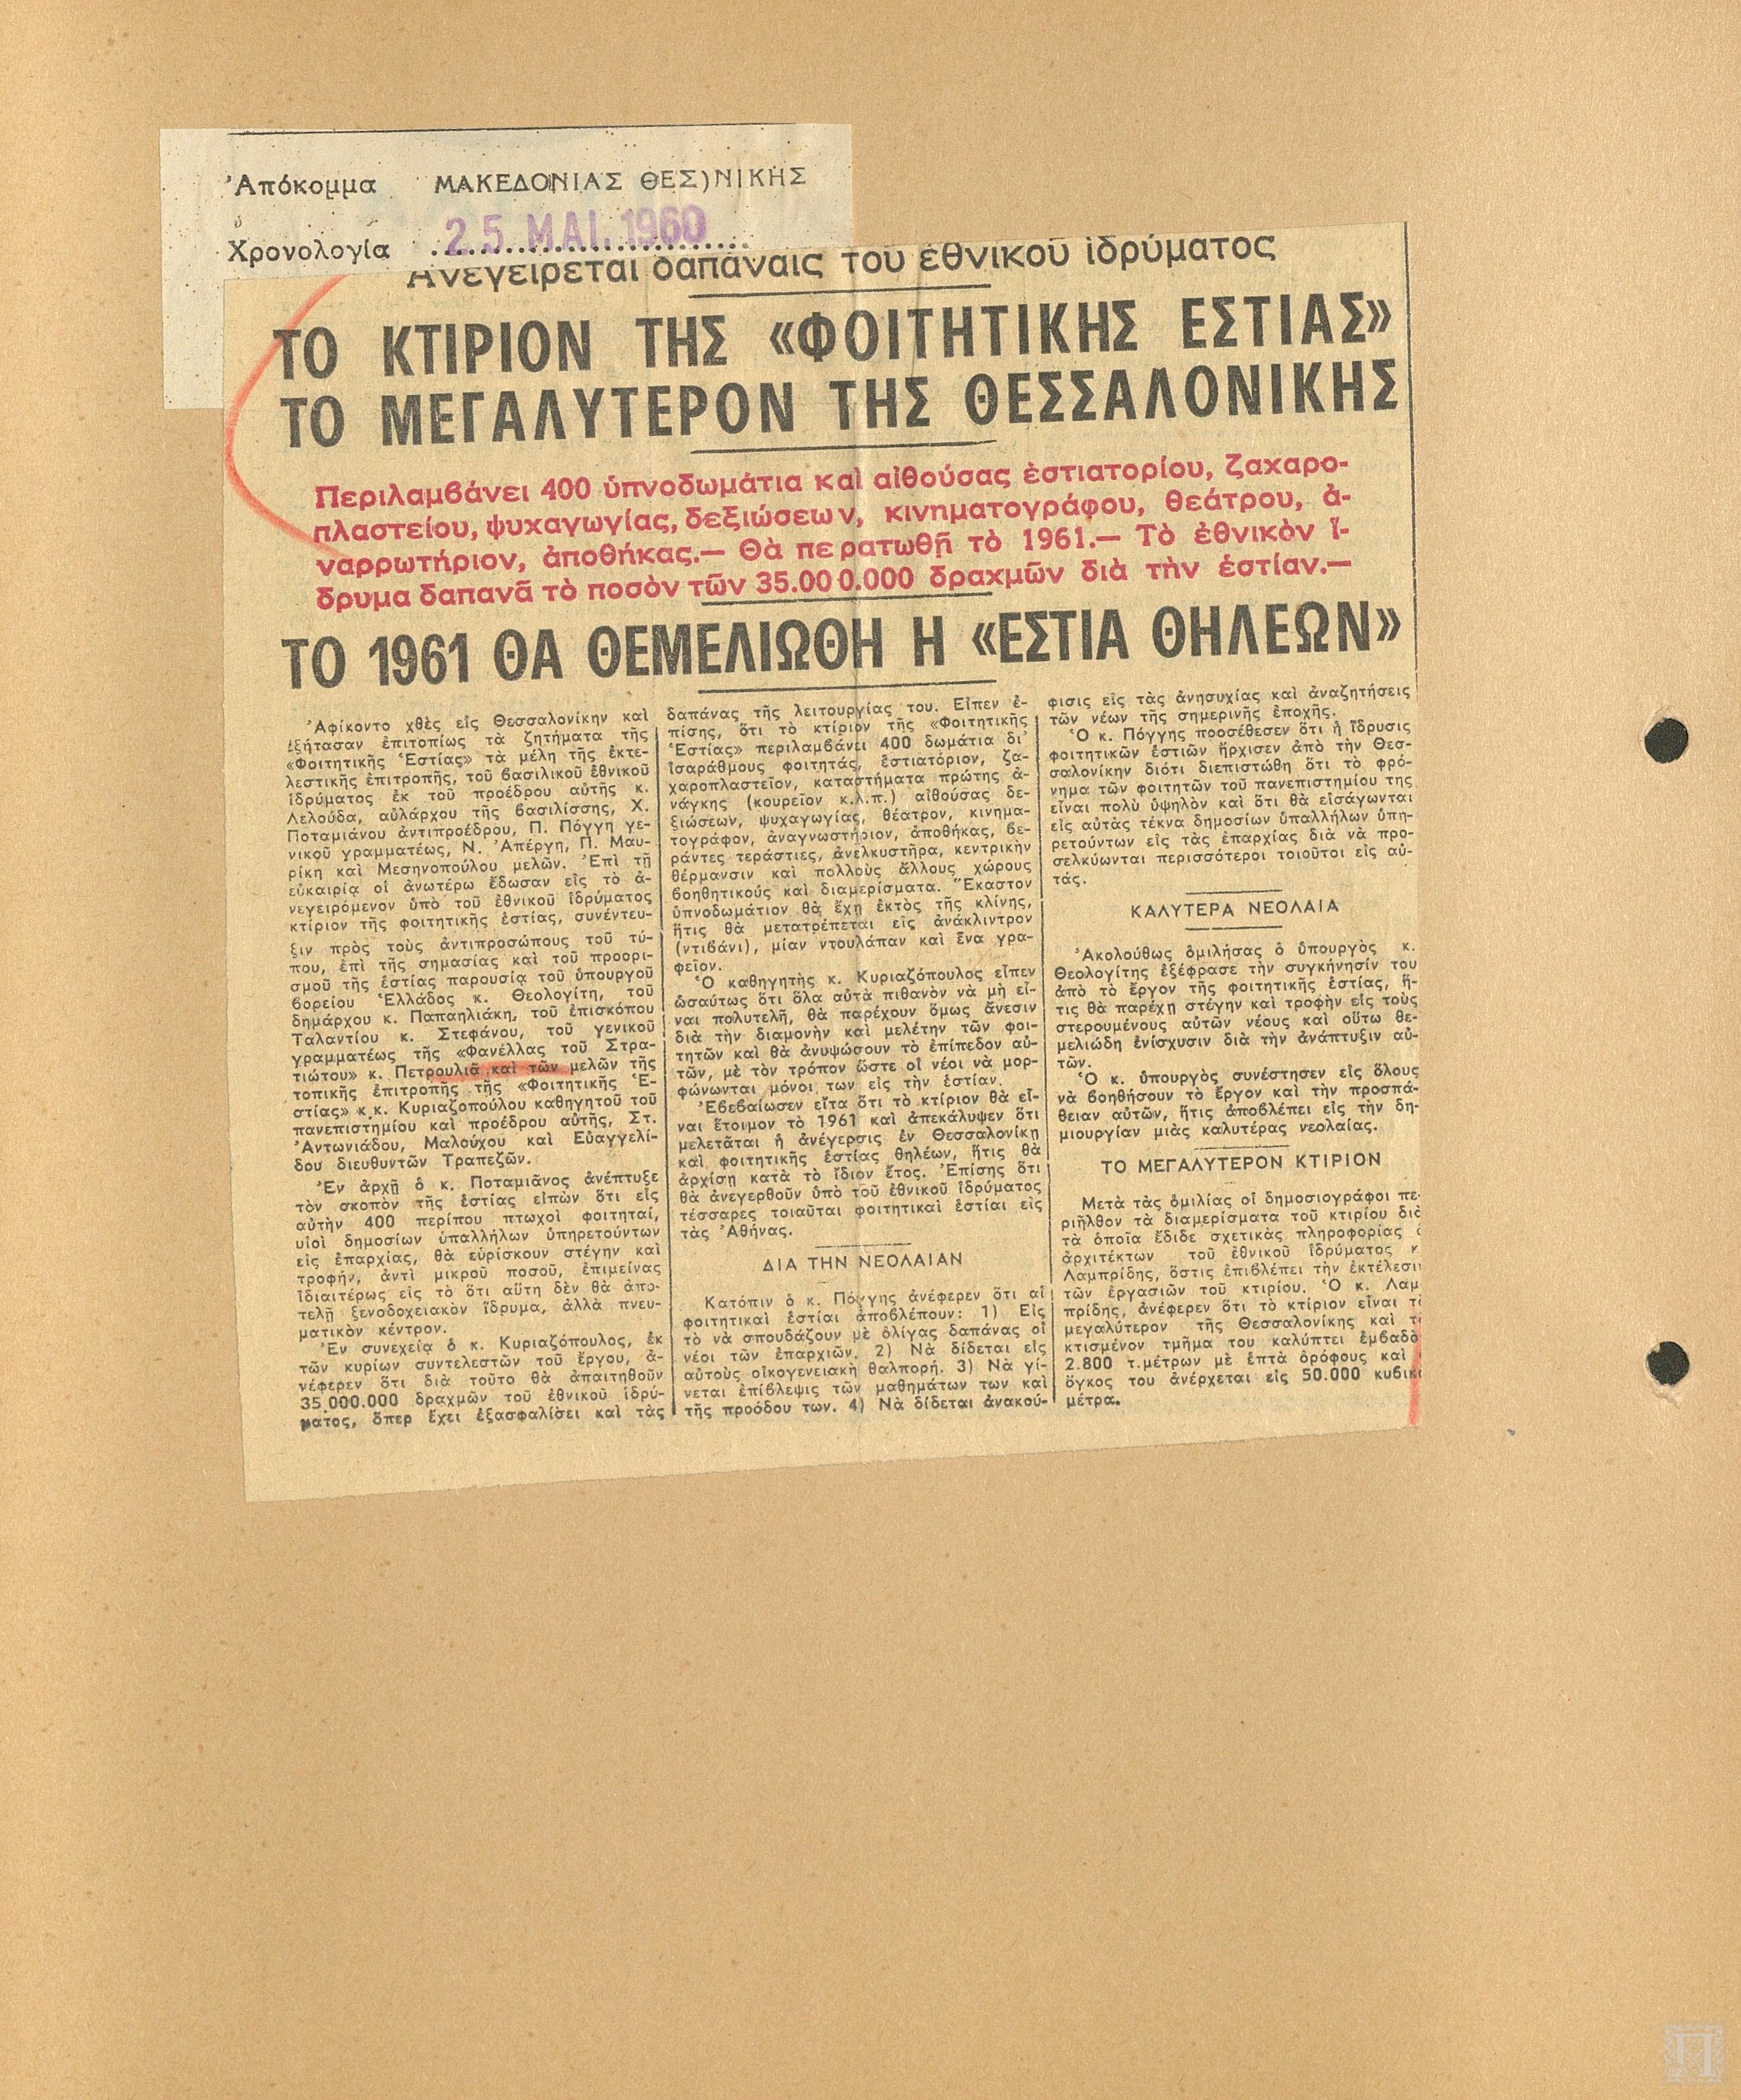 Ἀπόκομμα ΜΑΚΕΔΟΝΙΑΣ ΘΕΣ)ΝΙΚΗΣ
Χρονολογία 25 ΜΑΙ. 1960
Ἀνεγείρεται δαπάναις τοῦ ἐθνικοῦ ἱδρύματος
ΤΟ ΚΤΙΡΙΟΝ ΤΗΣ «ΦΟΙΤΗΤΙΚΗΣ ΕΣΤΙΑΣ»
ΤΟ ΜΕΓΑΛΥΤΕΡΟΝ ΤΗΣ ΘΕΣΣΑΛΟΝΙΚΗΣ
Περιλαμβάνει 400 ὑπνοδωμάτια καὶ αἰθούσας ἑστιατορίου, ζαχαρο-
πλαστείου, ψυχαγωγίας, δεξιώσεων, κινηματογράφου, θεάτρου, ἀ-
ναρρωτήριον, ἀποθήκας.— Θὰ περατωθῇ τὸ 1961.— Τὸ ἐθνικὸν ἵ-
δρυμα δαπανᾶ τὸ ποσὸν τῶν 35.000.000 δραχμῶν διὰ τὴν ἑστίαν.—
ΤΟ 1961 ΘΑ ΘΕΜΕΛΙΩΘΗ Η «ΕΣΤΙΑ ΘΗΛΕΩΝ»
Ἀφίκοντο χθὲς εἰς Θεσσαλονίκην καὶ
ἐξήτασαν ἐπιτοπίως τὰ ζητήματα τῆς
«Φοιτητικῆς Ἑστίας» τὰ μέλη τῆς ἐκτε-
λεστικῆς ἐπιτροπῆς, τοῦ βασιλικοῦ ἐθνικοῦ
ἱδρύματος ἐκ τοῦ προέδρου αὐτῆς κ.
Λελούδα, αὐλάρχου τῆς βασιλίσσης, Χ.
Ποταμιάνου ἀντιπροέδρου, Π. Πόγγη γε-
νικοῦ γραμματέως, Ν. Ἀπέργη, Π. Μαυ-
ρίκη καὶ Μεσηνοπούλου μελῶν. Ἐπὶ τῇ
εὐκαιρίᾳ οἱ ἀνωτέρω ἔδωσαν εἰς τὸ ἀ-
νεγειρόμενον ὑπὸ τοῦ ἐθνικοῦ ἱδρύματος
κτίριον τῆς φοιτητικῆς ἑστίας, συνέντευ-
ξιν πρὸς τοὺς ἀντιπροσώπους τοῦ τύ-
που, ἐπὶ τῆς σημασίας καὶ τοῦ προορι-
σμοῦ τῆς ἑστίας παρουσίᾳ τοῦ ὑπουργοῦ
βορείου Ἑλλάδος κ. Θεολογίτη, τοῦ
δημάρχου κ. Παπαηλιάκη, τοῦ ἐπισκόπου
Ταλαντίου κ. Στεφάνου, τοῦ γενικοῦ
γραμματέως τῆς «Φανέλλας τοῦ Στρα-
τιώτου» κ. Πετρουλιᾶ καὶ τῶν μελῶν τῆς
τοπικῆς ἐπιτροπῆς τῆς «Φοιτητικῆς Ἑ-
στίας» κ.κ. Κυριαζοπούλου καθηγητοῦ τοῦ
πανεπιστημίου καὶ προέδρου αὐτῆς, Στ.
Ἀντωνιάδου, Μαλούχου καὶ Εὐαγγελί-
δου διευθυντῶν Τραπεζῶν.
Ἐν ἀρχῇ ὁ κ. Ποταμιᾶνος ἀνέπτυξε
τὸν σκοπὸν τῆς ἑστίας εἰπὼν ὅτι εἰς
αὐτὴν 400 περίπου πτωχοὶ φοιτηταί,
υἱοὶ δημοσίων ὑπαλλήλων ὑπηρετούντων
εἰς ἐπαρχίας, θὰ εὑρίσκουν στέγην καὶ
τροφήν, ἀντὶ μικροῦ ποσοῦ, ἐπιμείνας
ἰδιαιτέρως εἰς τὸ ὅτι αὕτη δὲν θὰ ἀπο-
τελῇ ξενοδοχειακὸν ἵδρυμα, ἀλλὰ πνευ-
ματικὸν κέντρον.
Ἐν συνεχείᾳ ὁ κ. Κυριαζόπουλος, ἐκ
τῶν κυρίων συντελεστῶν τοῦ ἔργου, ἀ-
νέφερεν ὅτι διὰ τοῦτο θὰ ἀπαιτηθοῦν
35.000.000 δραχμῶν τοῦ ἐθνικοῦ ἱδρύ-
ματος, ὅπερ ἔχει ἐξασφαλίσει καὶ τὰς
δαπάνας τῆς λειτουργίας του. Εἶπεν ἐ-
πίσης, ὅτι τὸ κτίριον τῆς «Φοιτητικῆς
Ἑστίας» περιλαμβάνει 400 δωμάτια δι'
ἰσαρίθμους φοιτητάς, ἑστιατόριον, ζα-
χαροπλαστεῖον, καταστήματα πρώτης ἀ-
νάγκης (κουρεῖον κ.λ.π.) αἰθούσας δε-
ξιώσεων, ψυχαγωγίας, θέατρον, κινημα-
τογράφον, ἀναγνωστήριον, ἀποθήκας, βε-
ράντες τεράστιες, ἀνελκυστῆρα, κεντρικὴν
θέρμανσιν καὶ πολλοὺς ἄλλους χώρους
βοηθητικούς καὶ διαμερίσματα. Ἕκαστον
ὑπνοδωμάτιον θὰ ἔχῃ ἐκτὸς τῆς κλίνης,
ἥτις θὰ μετατρέπεται εἰς ἀνάκλιντρον
(ντιβάνι), μίαν ντουλάπαν καὶ ἕνα γρα-
φεῖον.
Ὁ καθηγητὴς κ. Κυριαζόπουλος εἶπεν
ὡσαύτως ὅτι ὅλα αὐτὰ πιθανὸν νὰ μὴ εἶ-
ναι πολυτελῆ, θὰ παρέχουν ὅμως ἄνεσιν
διὰ τὴν διαμονὴν καὶ μελέτην τῶν φοι-
τητῶν καὶ θὰ ἀνυψώσουν τὸ ἐπίπεδον αὐ-
τῶν, μὲ τὸν τρόπον ὥστε οἱ νέοι νὰ μορ-
φώνωνται μόνοι των εἰς τὴν ἑστίαν.
Ἐβεβαίωσεν εἶτα ὅτι τὸ κτίριον θὰ εἶ-
ναι ἕτοιμον τὸ 1961 καὶ ἀπεκάλυψεν ὅτι
μελετᾶται ἡ ἀνέγερσις ἐν Θεσσαλονίκῃ
καὶ φοιτητικῆς ἑστίας θηλέων, ἥτις θὰ
ἀρχίσῃ κατὰ τὸ ἴδιον ἔτος. Ἐπίσης ὅτι
θὰ ἀνεγερθοῦν ὑπὸ τοῦ ἐθνικοῦ ἱδρύματος
τέσσαρες τοιαῦται φοιτητικαὶ ἑστίαι εἰς
τὰς Ἀθήνας.
ΔΙΑ ΤΗΝ ΝΕΟΛΑΙΑΝ
Κατόπιν ὁ κ. Πόγγης ἀνέφερεν ὅτι αἱ
φοιτητικαὶ ἑστίαι ἀποβλέπουν: 1) Εἰς
τὸ νὰ σπουδάζουν μὲ ὀλίγας δαπάνας οἱ
νέοι τῶν ἐπαρχιῶν. 2) Νὰ δίδεται εἰς
αὐτοὺς οἰκογενειακὴ θαλπορή. 3) Νὰ γί-
νεται ἐπίβλεψις τῶν μαθημάτων των καὶ
τῆς προόδου των. 4) Νὰ δίδεται ἀνακού-
φισις εἰς τὰς ἀνησυχίας καὶ ἀναζητήσεις
τῶν νέων τῆς σημερινῆς ἐποχῆς.
Ὁ κ. Πόγγης προσέθεσεν ὅτι ἡ ἵδρυσις
φοιτητικῶν ἑστιῶν ἤρχισεν ἀπὸ τὴν Θεσ-
σαλονίκην διότι διεπιστώθη ὅτι τὸ φρό-
νημα τῶν φοιτητῶν τοῦ πανεπιστημίου της
εἶναι πολὺ ὑψηλὸν καὶ ὅτι θὰ εἰσάγωνται
εἰς αὐτὰς τέκνα δημοσίων ὑπαλλήλων ὑπη-
ρετούντων εἰς τὰς ἐπαρχίας διὰ νὰ προ-
σελκύωνται περισσότεροι τοιοῦτοι εἰς αὐ-
τάς.
ΚΑΛΥΤΕΡΑ ΝΕΟΛΑΙΑ
Ἀκολούθως ὁμιλήσας ὁ ὑπουργὸς κ.
Θεολογίτης ἐξέφρασε τὴν συγκήνησίν του
ἀπὸ τὸ ἔργον τῆς φοιτητικῆς ἑστίας, ἥ-
τις θὰ παρέχῃ στέγην καὶ τροφὴν εἰς τοὺς
στερουμένους αὐτῶν νέους καὶ οὕτω θε-
μελιώδη ἐνίσχυσιν διὰ τὴν ἀνάπτυξιν αὐ-
τῶν.
Ὁ κ. ὑπουργὸς συνέστησεν εἰς ὅλους
νὰ βοηθήσουν τὸ ἔργον καὶ τὴν προσπά-
θειαν αὐτῶν, ἥτις ἀποβλέπει εἰς τὴν δη-
μιουργίαν μιᾶς καλυτέρας νεολαίας.
ΤΟ ΜΕΓΑΛΥΤΕΡΟΝ ΚΤΙΡΙΟΝ
Μετὰ τὰς ὁμιλίας οἱ δημοσιογράφοι πε-
ριῆλθον τὰ διαμερίσματα τοῦ κτιρίου διὰ
τὰ ὁποῖα ἔδιδε σχετικὰς πληροφορίας
ἀρχιτέκτων τοῦ ἐθνικοῦ ἱδρύματος κ
Λαμπρίδης, ὅστις ἐπιβλέπει τὴν ἐκτέλεσι
τῶν ἐργασιῶν τοῦ κτιρίου. Ὁ κ. Λαμ
πρίδης, ἀνέφερεν ὅτι τὸ κτίριον εἶναι τὸ
μεγαλύτερον τῆς Θεσσαλονίκης καὶ τὸ
κτισμένον τμῆμα του καλύπτει ἐμβαδὸ
2.800 τ.μέτρων μὲ ἑπτὰ ὀρόφους καὶ
ὄγκος του ἀνέρχεται εἰς 50.000 κυβικ
μέτρα.